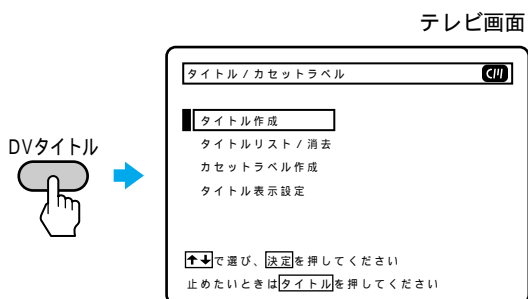 テレビ画面
タイトル/カセットラベル
タイトル作成
タイトルリスト/消去
カセットラベル作成
タイトル表示設定
DVタイトル
↑↓で選び、決定を押してください
止めたいときはタイトルを押してください